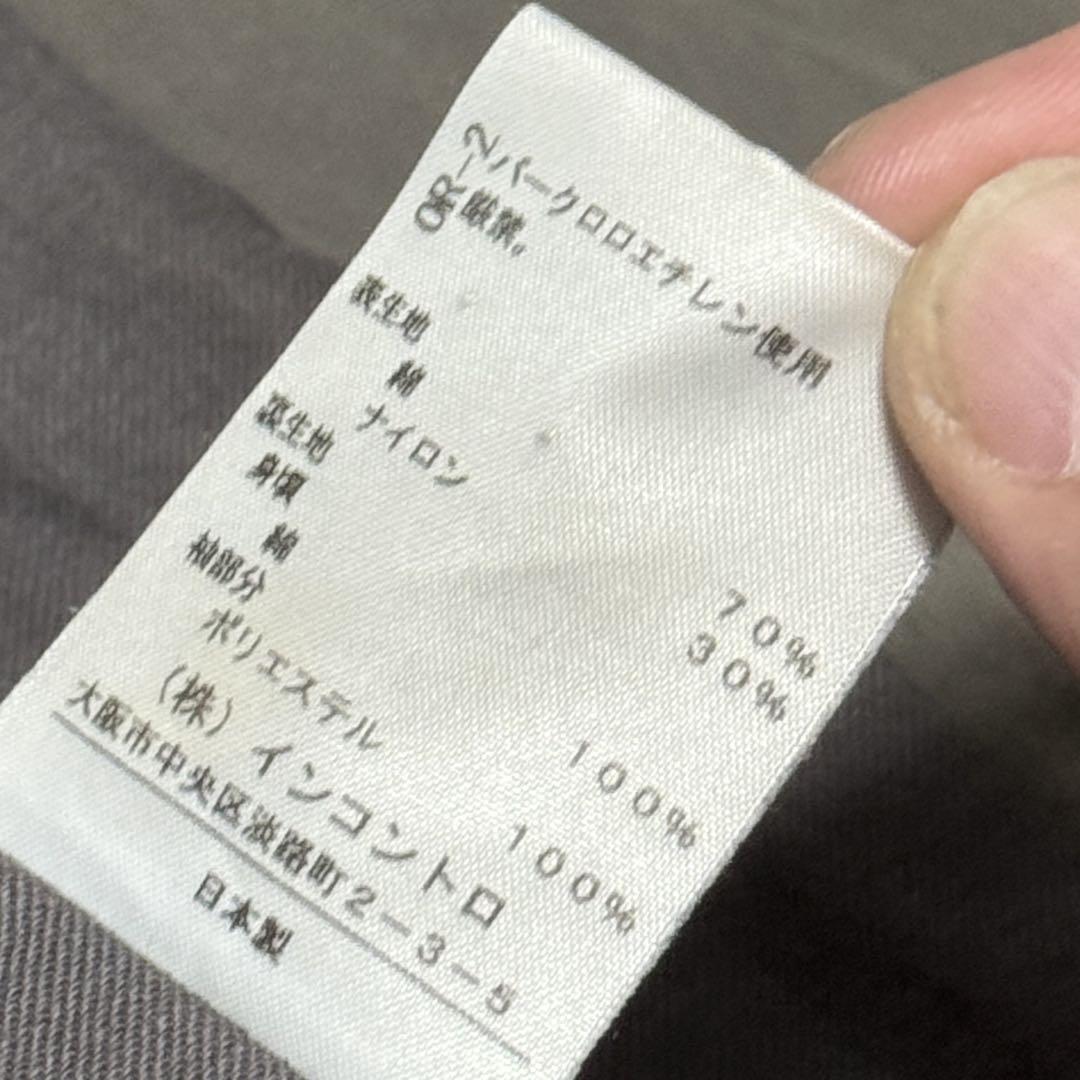 OR-2パークロロエチレン使用
厳禁。
表生地
綿 70%
ナイロン 30%
裏生地
身頃
綿 100%
袖部分
ポリエステル 100%
(株)インコントロ
大阪市中央区淡路町2-3-5
日本製